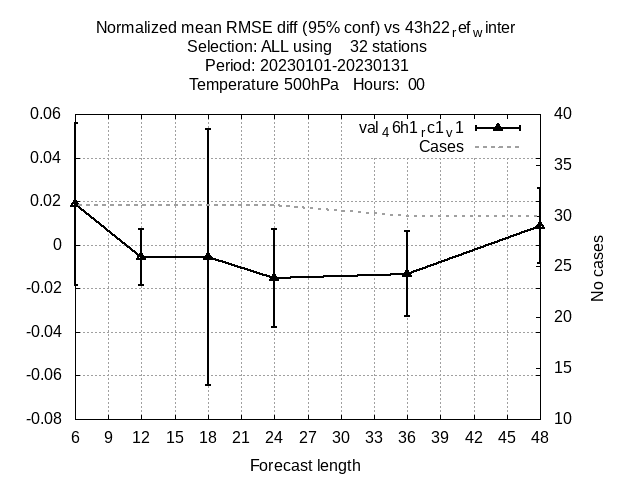 Normalized mean RMSE diff (95% conf) vs 43h22ref winter
Selection: ALL using    32 stations
Period: 20230101-20230131
Temperature 500hPa   Hours:  00
0.06
0.04
0.02
0
-0.02
-0.04
-0.06
-0.08
40
35
30
25
20
15
10
val46h1rc1v1
Cases
No cases
6 9 12 15 18 21 24 27 30 33 36 39 42 45 48
Forecast length